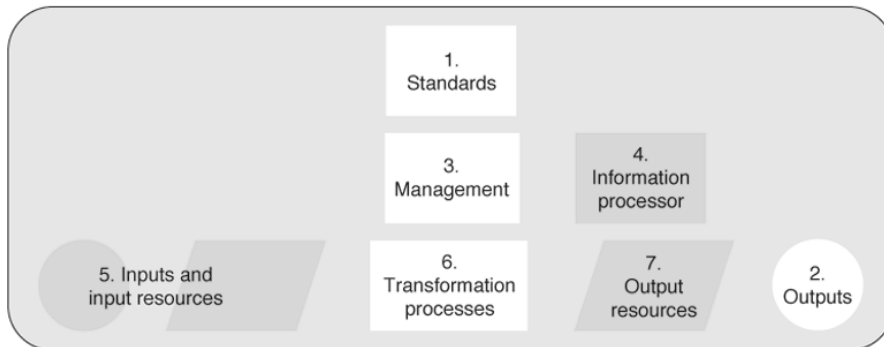 1.
Standards
3.
Management
4.
Information
processor
5. Inputs and
input resources
6.
Transformation
processes
7.
Output
resources
2.
Outputs